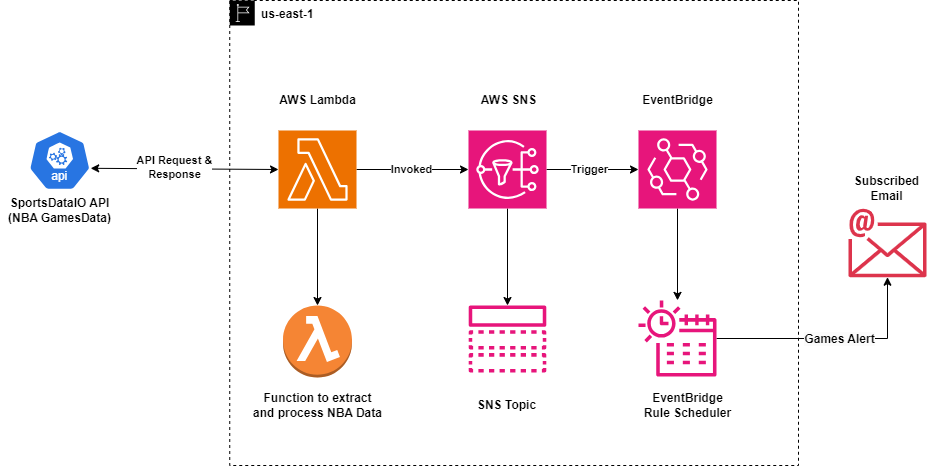 us-east-1
AWS Lambda
AWS SNS
EventBridge
api
SportsDataIO API
(NBA GamesData)
API Request &
Response
Invoked
Trigger
Subscribed
Email
@
Games Alert
Function to extract
and process NBA Data
SNS Topic
EventBridge
Rule Scheduler